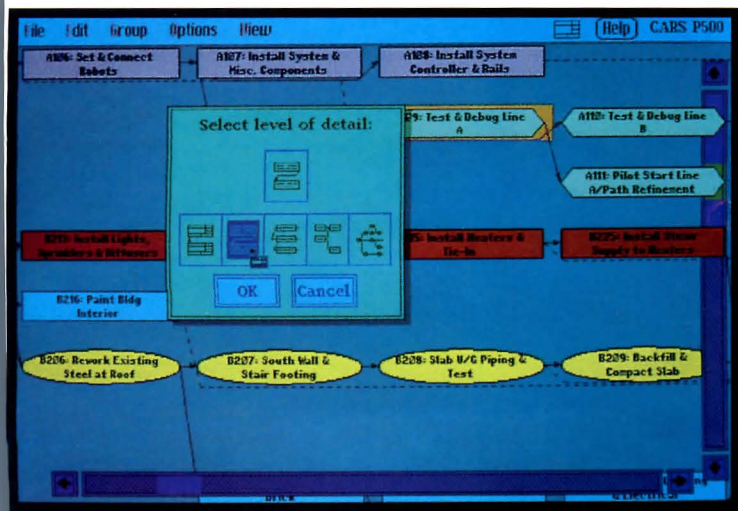 File Edit Group Options View Help CARS P500
A106: Set & Connect
Robots
A107: Install System &
Misc. Components
A108: Install System
Controller & Rails
Select level of detail:
09: Test & Debug Line
A
A110: Test & Debug Line
B
A111: Pilot Start Line
A/Path Refinement
B213: Install Lights,
Sprinklers & Diffusers
Install Heaters &
Tie-In
B225: Install Steam
Supply to Heaters
OK Cancel
B216: Paint Bldg
Interior
B206: Rework Existing
Steel at Roof
B207: South Wall &
Stair Footing
B208: Slab U/G Piping &
Test
B209: Backfill &
Compact Slab
Brick
& Electrical